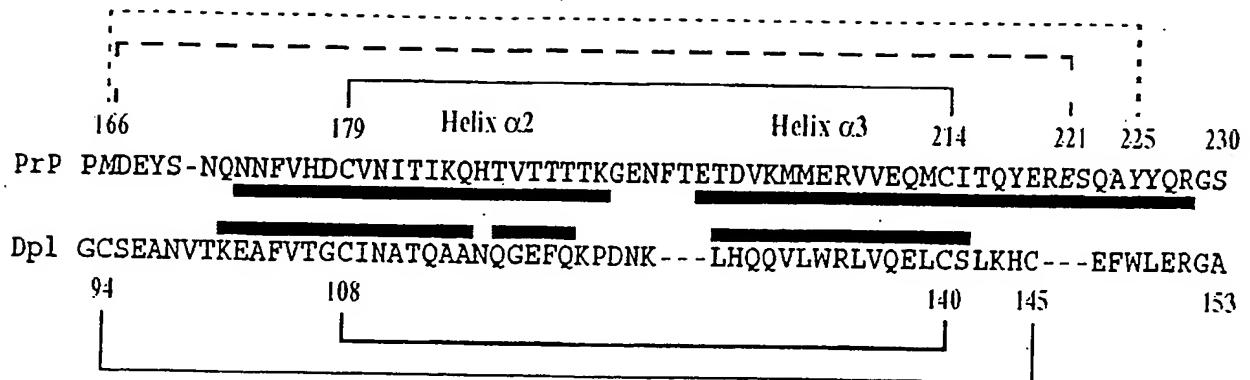 Helix α2 Helix α3
166 179 214 221 225 230
PrP PMDEYS-NQNNFVHDCVNITIKQHTVTTTTKGENFTETDVKMMERVVEQMCITQYERESQAYYQRGS
Dpl GCSEANVTKEAFVTGCINATQAANQGEFQKPDNK---LHQQVLWRLVQELCSLKHC---EFWLERGA
94 108 140 145 153